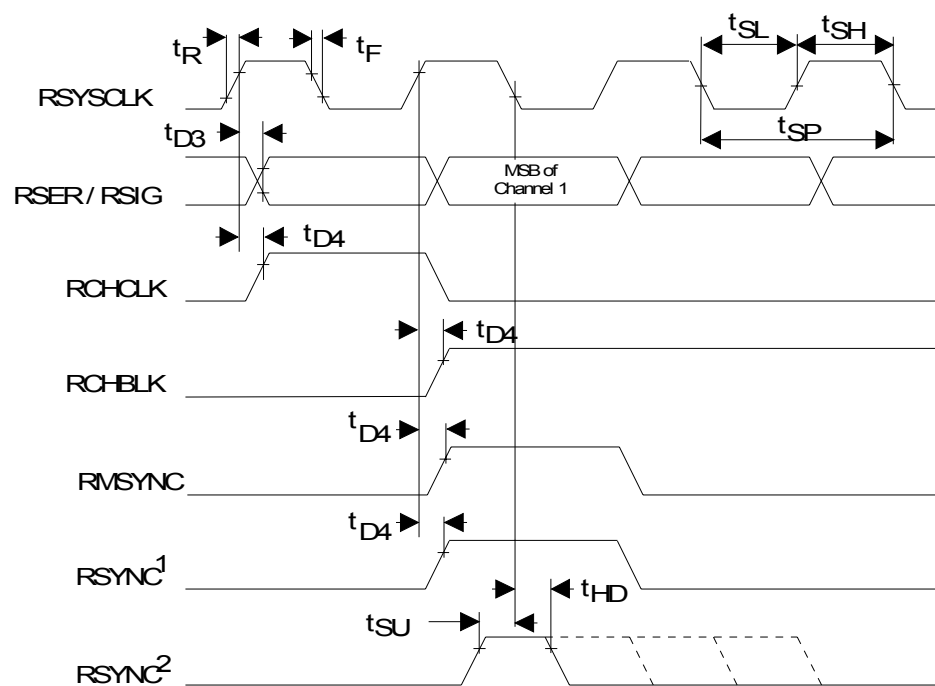 tR
tF
tSL
tSH
RSYSCLK
tD3
tSP
RSER / RSIG
MSB of
Channel 1
tD4
RCHCLK
tD4
RCHBLK
tD4
RMSYNC
tD4
RSYNC1
tHD
tSU
RSYNC2